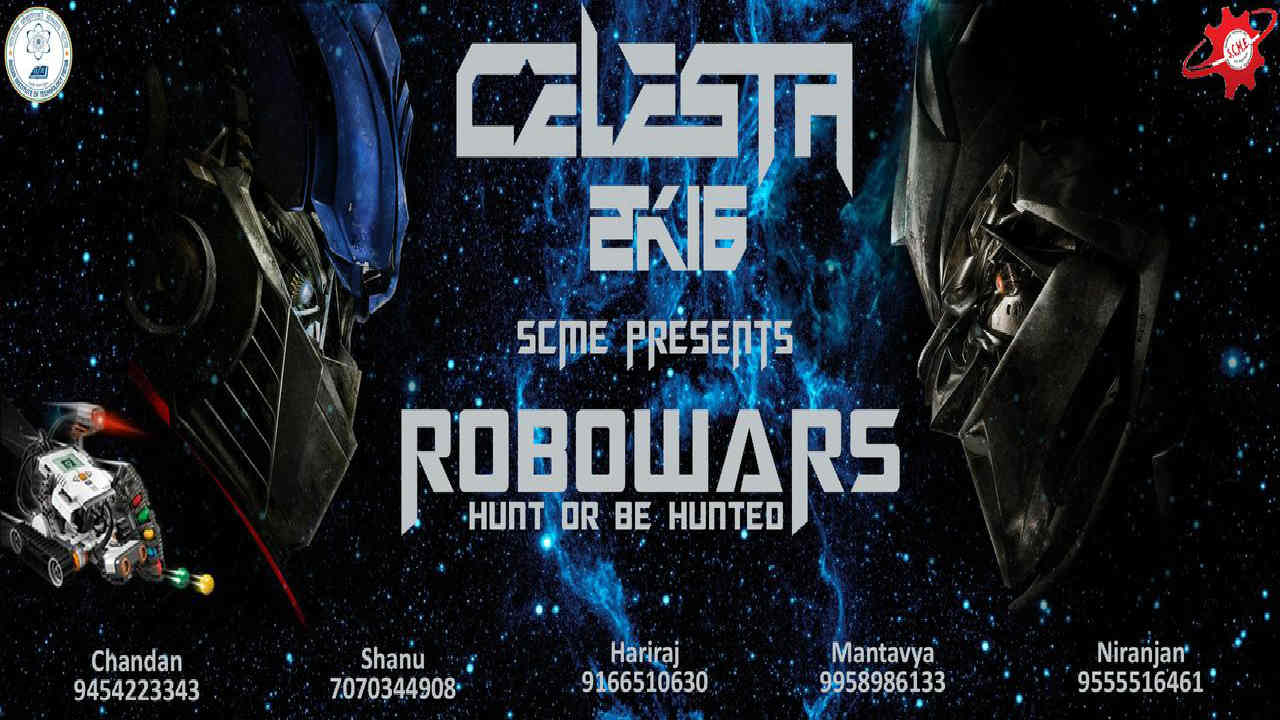 CELESTA
2K16
SCME PRESENTS
ROBOWARS
HUNT OR BE HUNTED
Chandan
9454223343
Shanu
7070344908
Hariraj
9166510630
Mantavya
9958986133
Niranjan
9555516461
S.C.M.E